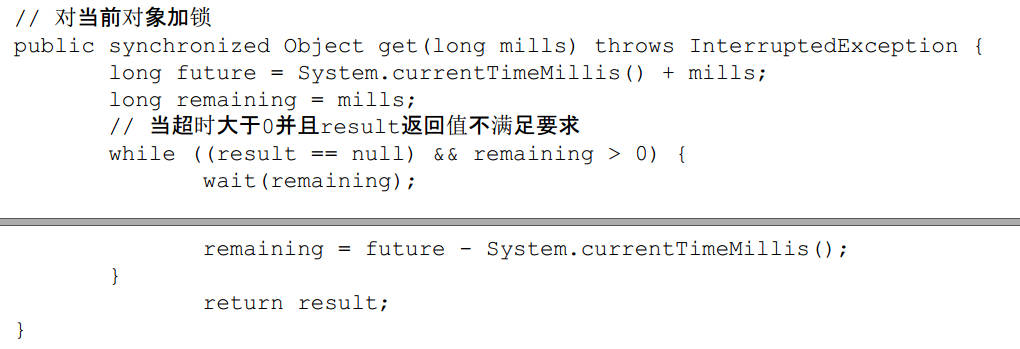 // 对当前对象加锁
public synchronized Object get(long mills) throws InterruptedException {
        long future = System.currentTimeMillis() + mills;
        long remaining = mills;
        // 当超时大于0并且result返回值不满足要求
        while ((result == null) && remaining > 0) {
                wait(remaining);
                remaining = future - System.currentTimeMillis();
        }
                return result;
}